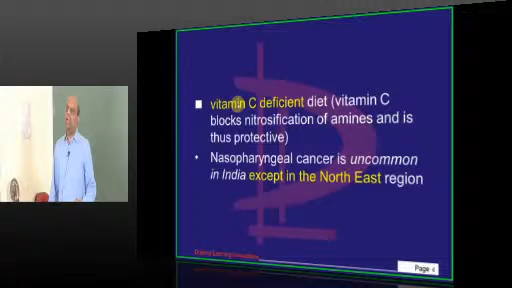 vitamin C deficient diet (vitamin C
blocks nitrosification of amines and is
thus protective)
Nasopharyngeal cancer is uncommon
in India except in the North East region
Page 4